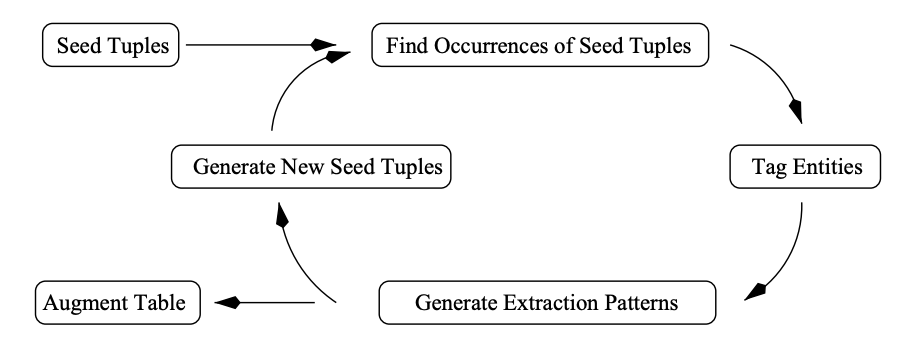 Seed Tuples
Find Occurrences of Seed Tuples
Generate New Seed Tuples
Tag Entities
Augment Table
Generate Extraction Patterns